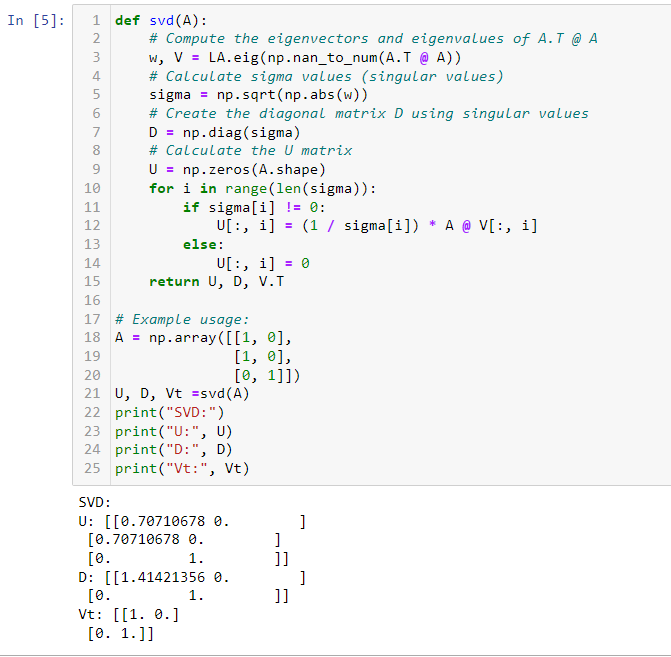 In [5]:
1 def svd(A):
2     # Compute the eigenvectors and eigenvalues of A.T @ A
3     w, V = LA.eig(np.nan_to_num(A.T @ A))
4     # Calculate sigma values (singular values)
5     sigma = np.sqrt(np.abs(w))
6     # Create the diagonal matrix D using singular values
7     D = np.diag(sigma)
8     # Calculate the U matrix
9     U = np.zeros(A.shape)
10     for i in range(len(sigma)):
11         if sigma[i] != 0:
12             U[:, i] = (1 / sigma[i]) * A @ V[:, i]
13         else:
14             U[:, i] = 0
15     return U, D, V.T
16
17 # Example usage:
18 A = np.array([[1, 0],
19               [1, 0],
20               [0, 1]])
21 U, D, Vt =svd(A)
22 print("SVD:")
23 print("U:", U)
24 print("D:", D)
25 print("Vt:", Vt)
SVD:
U: [[0.70710678 0.        ]
 [0.70710678 0.        ]
 [0.         1.        ]]
D: [[1.41421356 0.        ]
 [0.         1.        ]]
Vt: [[1. 0.]
 [0. 1.]]